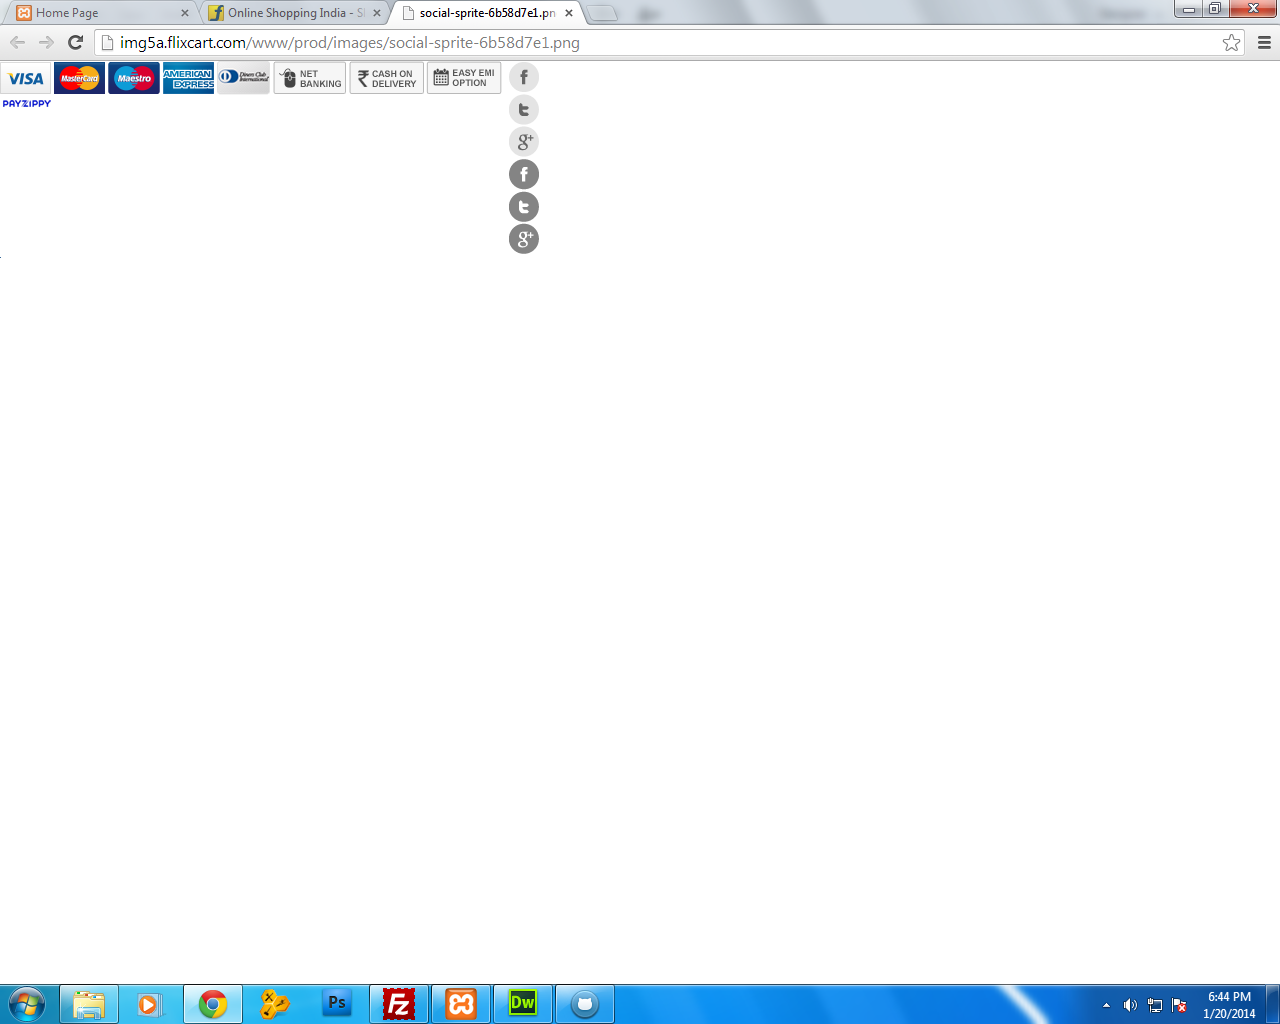 Home Page
Online Shopping India - S
social-sprite-6b58d7e1.pn
img5a.flixcart.com/www/prod/images/social-sprite-6b58d7e1.png
VISA MasterCard Maestro AMERICAN EXPRESS Diners Club International NET BANKING ₹ CASH ON DELIVERY EASY EMI OPTION f
PAYZIPPY
t
g+
f
t
g+
Ps Fz Dw
6:44 PM
1/20/2014